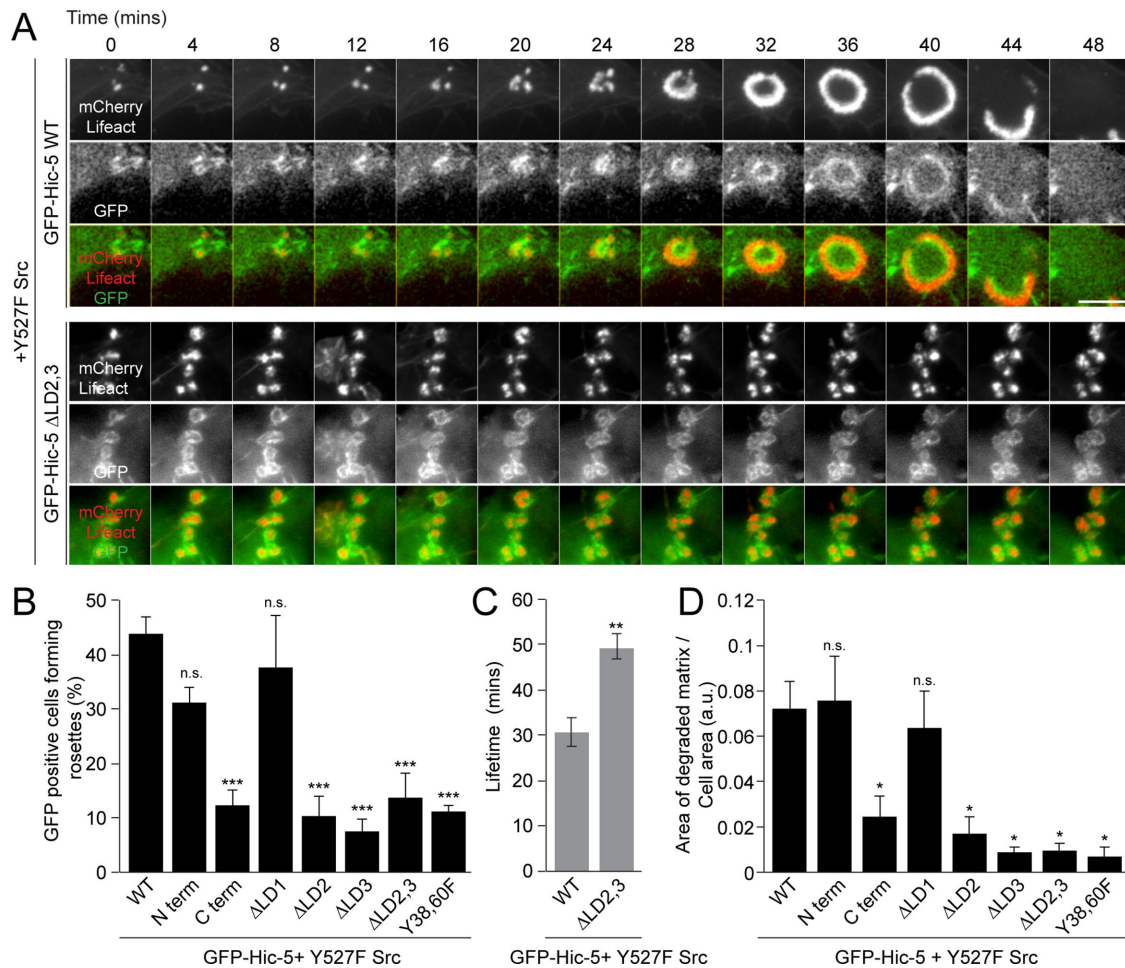 A
Time (mins)
0 4 8 12 16 20 24 28 32 36 40 44 48
+Y527F Src
GFP-Hic-5 WT
mCherry
Lifeact
GFP
mCherry
Lifeact
GFP
GFP-Hic-5 ΔLD2,3
mCherry
Lifeact
GFP
mCherry
Lifeact
GFP
B
GFP positive cells forming
rosettes (%)
50
40
30
20
10
0
n.s.
***
n.s.
***
***
***
***
WT
N term
C term
ΔLD1
ΔLD2
ΔLD3
ΔLD2,3
Y38,60F
GFP-Hic-5+ Y527F Src
C
Lifetime (mins)
60
50
40
30
20
10
0
**
WT
ΔLD2,3
GFP-Hic-5+ Y527F Src
D
Area of degraded matrix /
Cell area (a.u.)
0.12
0.1
0.08
0.06
0.04
0.02
0
n.s.
*
n.s.
*
*
*
*
WT
N term
C term
ΔLD1
ΔLD2
ΔLD3
ΔLD2,3
Y38,60F
GFP-Hic-5 + Y527F Src